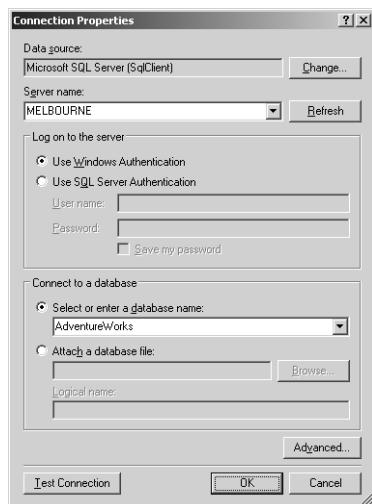 Connection Properties
Data source:
Microsoft SQL Server (SqlClient)
Change...
Server name:
MELBOURNE
Refresh
Log on to the server
Use Windows Authentication
Use SQL Server Authentication
User name:
Password:
Save my password
Connect to a database
Select or enter a database name:
AdventureWorks
Attach a database file:
Browse...
Logical name:
Advanced...
Test Connection
OK
Cancel